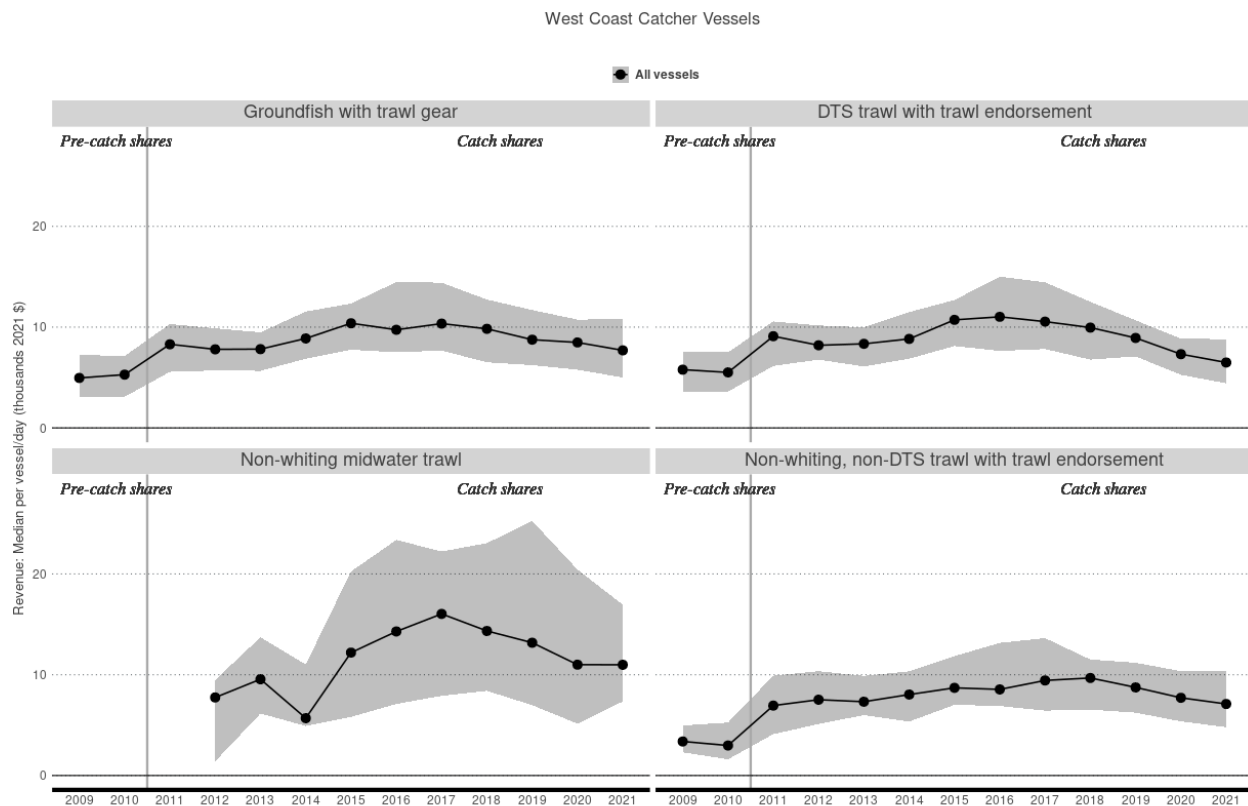 West Coast Catcher Vessels
All vessels
Groundfish with trawl gear
DTS trawl with trawl endorsement
Pre-catch shares
Catch shares
Pre-catch shares
Catch shares
20
10
0
Non-whiting midwater trawl
Non-whiting, non-DTS trawl with trawl endorsement
Pre-catch shares
Catch shares
Pre-catch shares
Catch shares
20
10
0
Revenue: Median per vessel/day (thousands 2021 $)
2009 2010 2011 2012 2013 2014 2015 2016 2017 2018 2019 2020 2021
2009 2010 2011 2012 2013 2014 2015 2016 2017 2018 2019 2020 2021